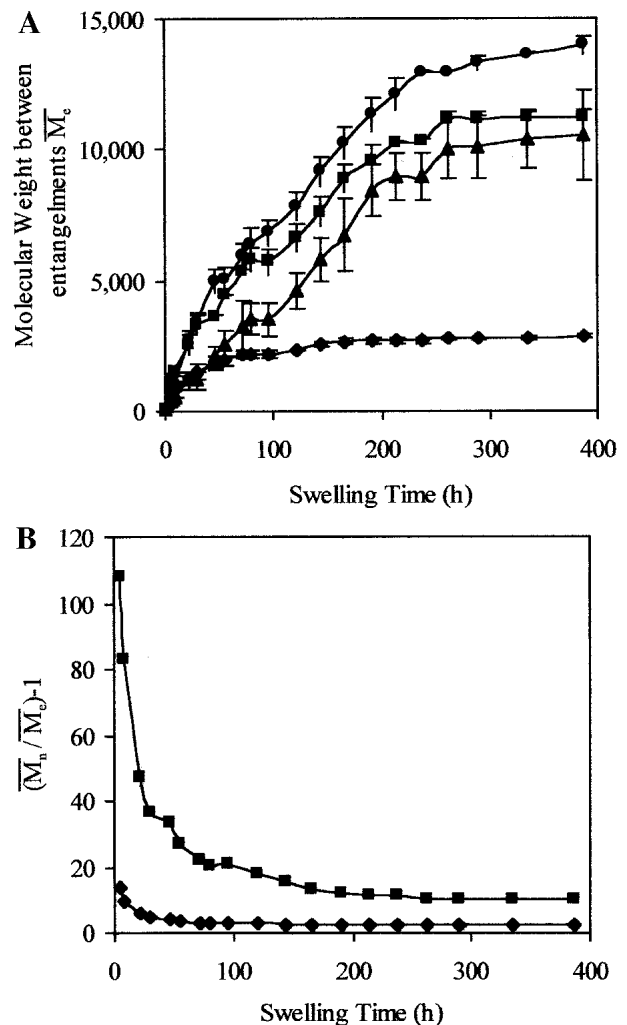 A
15,000
10,000
5,000
0
Molecular Weight between
entangelments M̅e̅
0 100 200 300 400
Swelling Time (h)
B
120
100
80
60
40
20
0
(M̅n / M̅e)-1
0 100 200 300 400
Swelling Time (h)